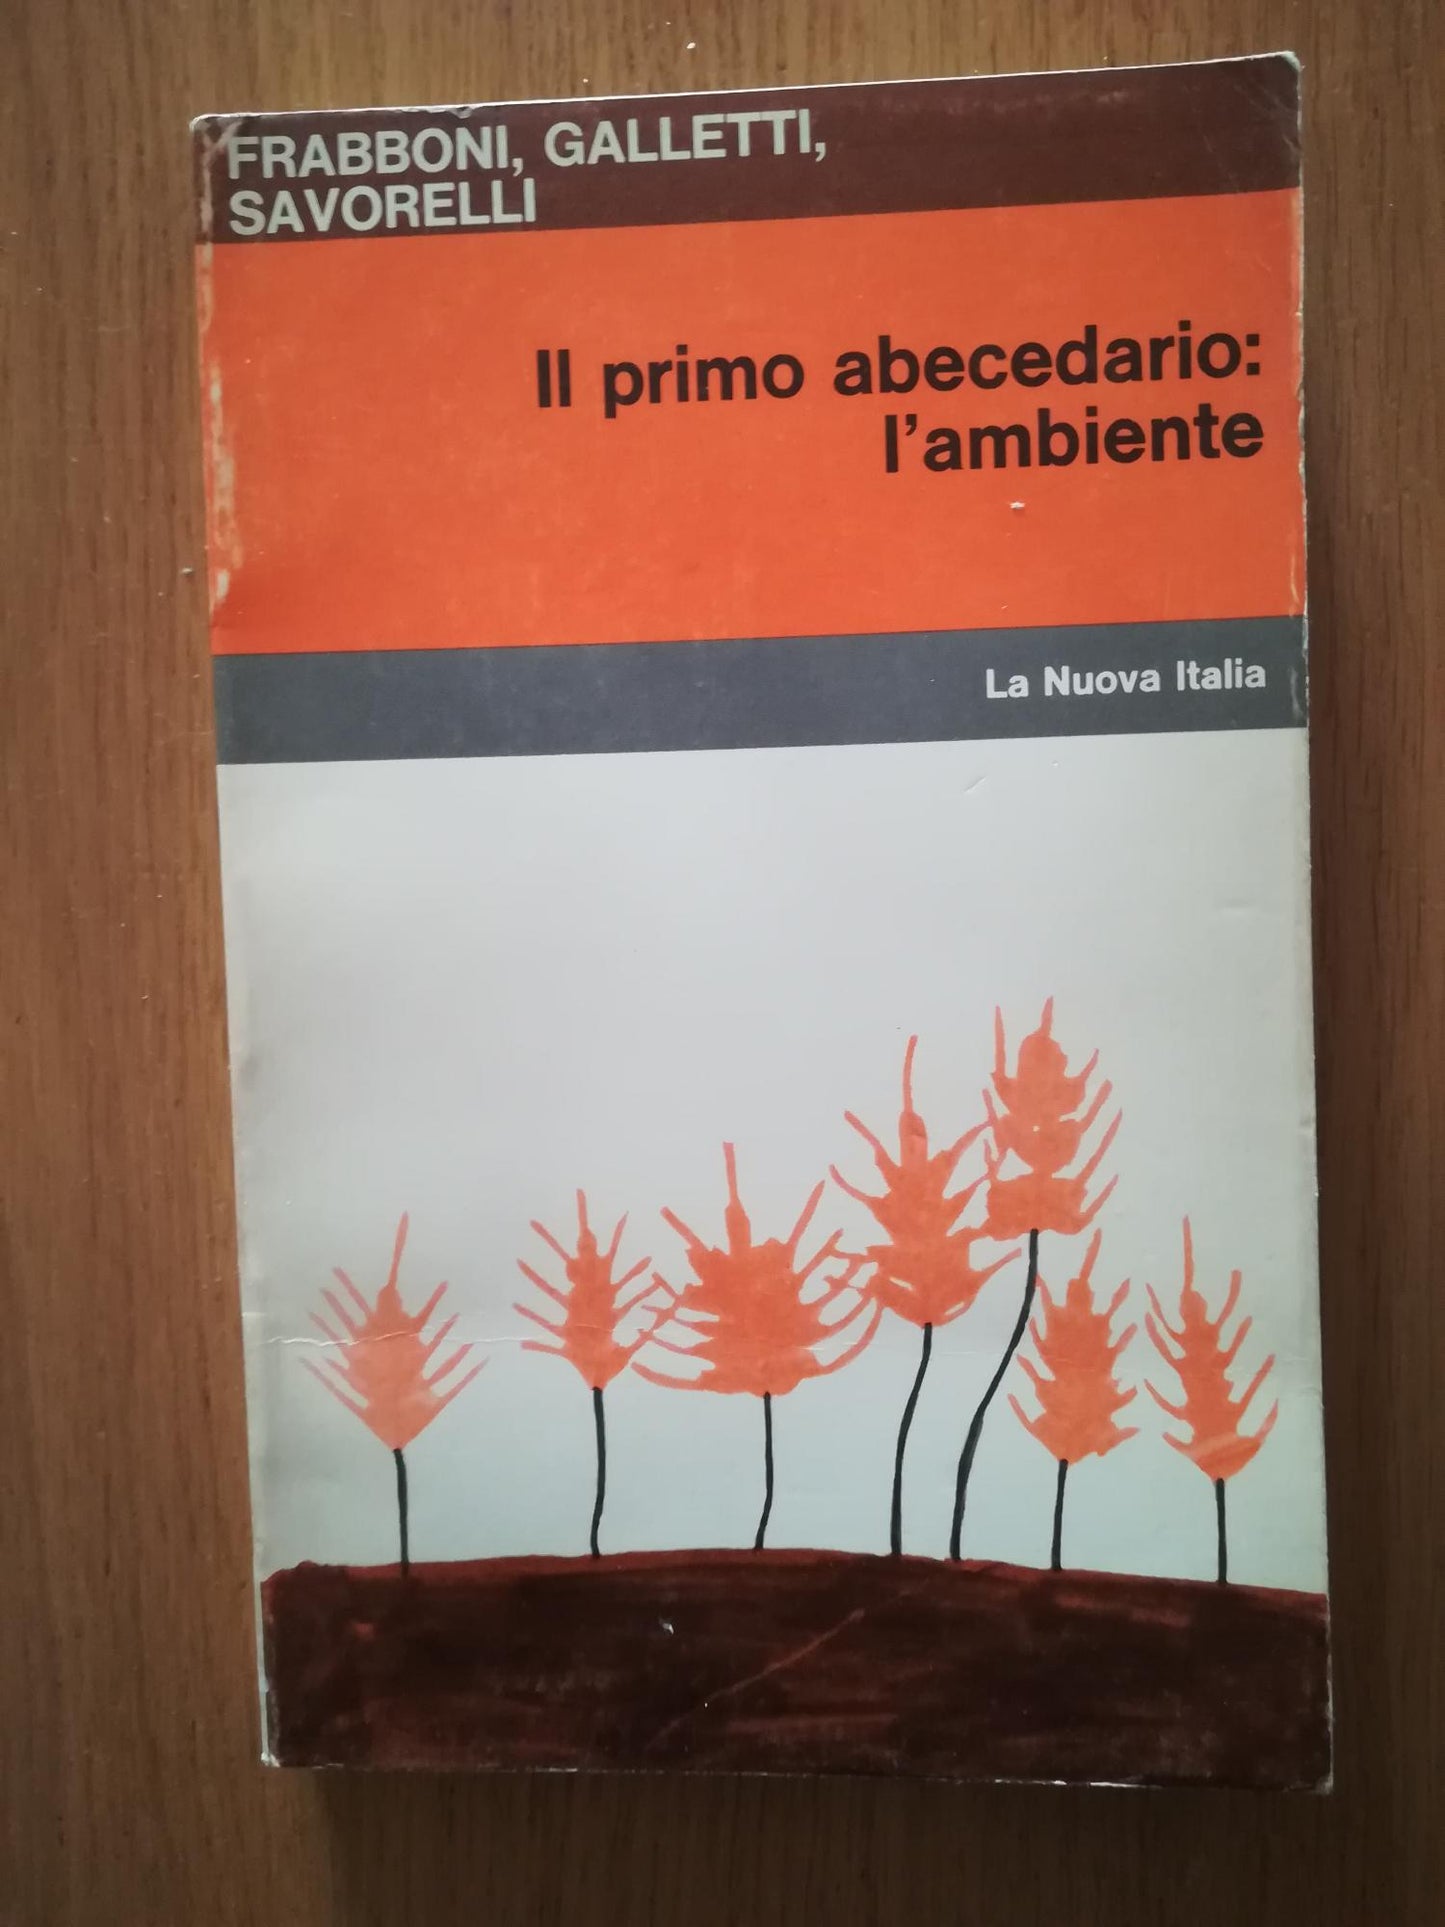 FRABBONI, GALLETTI,
SAVORELLI
Il primo abecedario:
l'ambiente
La Nuova Italia